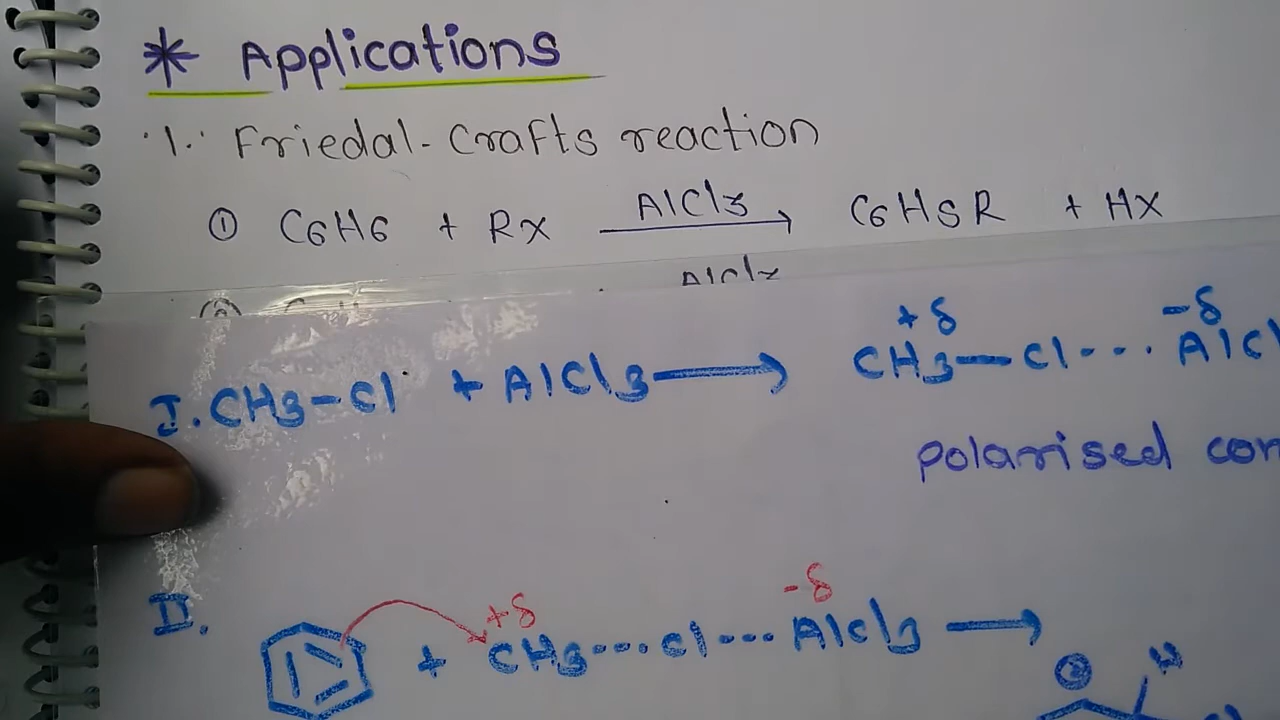 * Applications
1. Friedal-Crafts reaction
① C6H6 + RX AlCl3 ⟶ C6H5R + HX
+δ -δ
I. CH3-Cl + AlCl3 ⟶ CH3—Cl... AlCl
polarised con
+δ -δ
II. + CH3...Cl...AlCl3 ⟶
H